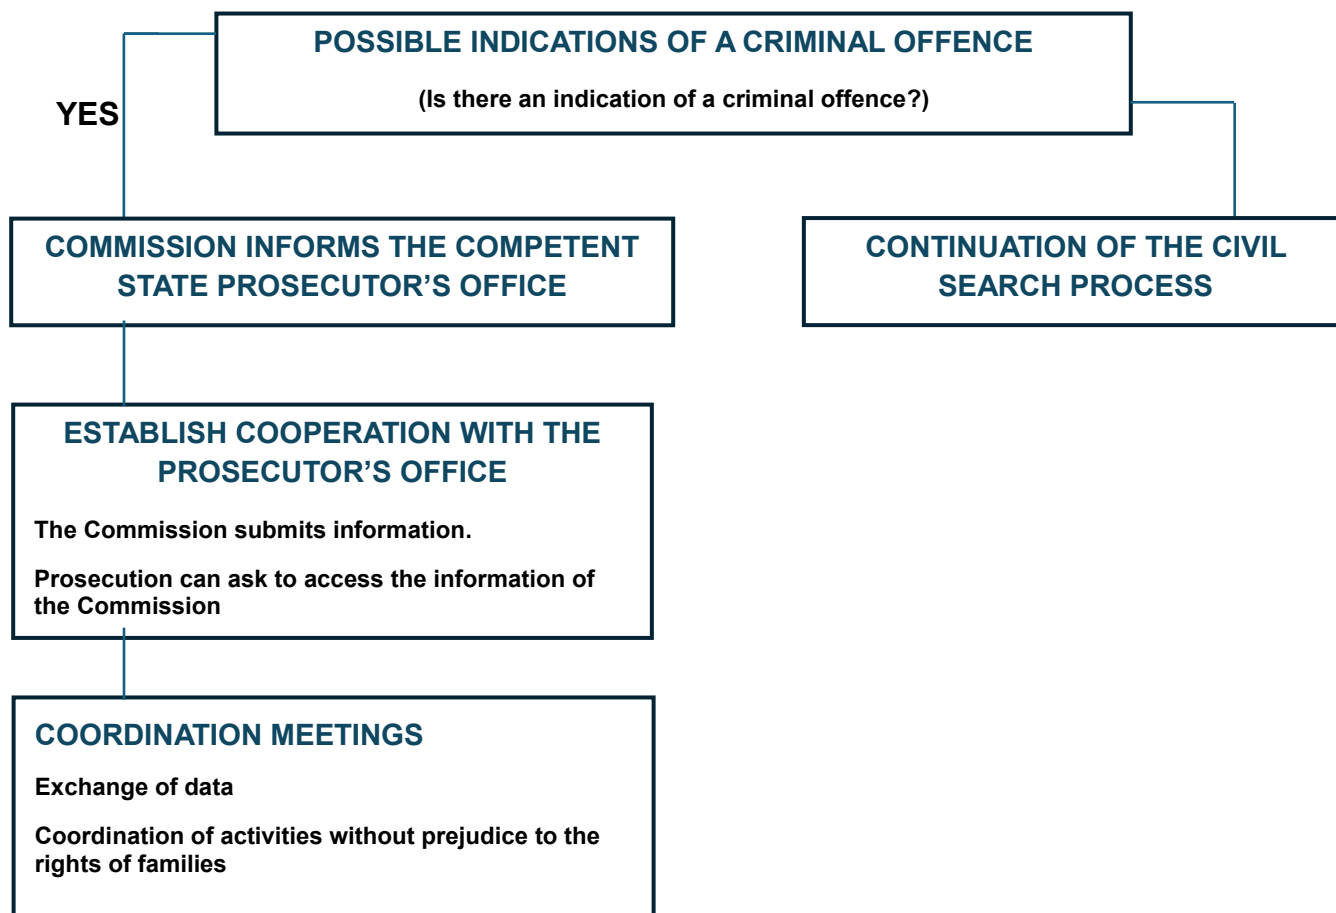 POSSIBLE INDICATIONS OF A CRIMINAL OFFENCE
(Is there an indication of a criminal offence?)
YES
COMMISSION INFORMS THE COMPETENT
STATE PROSECUTOR’S OFFICE
CONTINUATION OF THE CIVIL
SEARCH PROCESS
ESTABLISH COOPERATION WITH THE
PROSECUTOR’S OFFICE
The Commission submits information.
Prosecution can ask to access the information of
the Commission
COORDINATION MEETINGS
Exchange of data
Coordination of activities without prejudice to the
rights of families